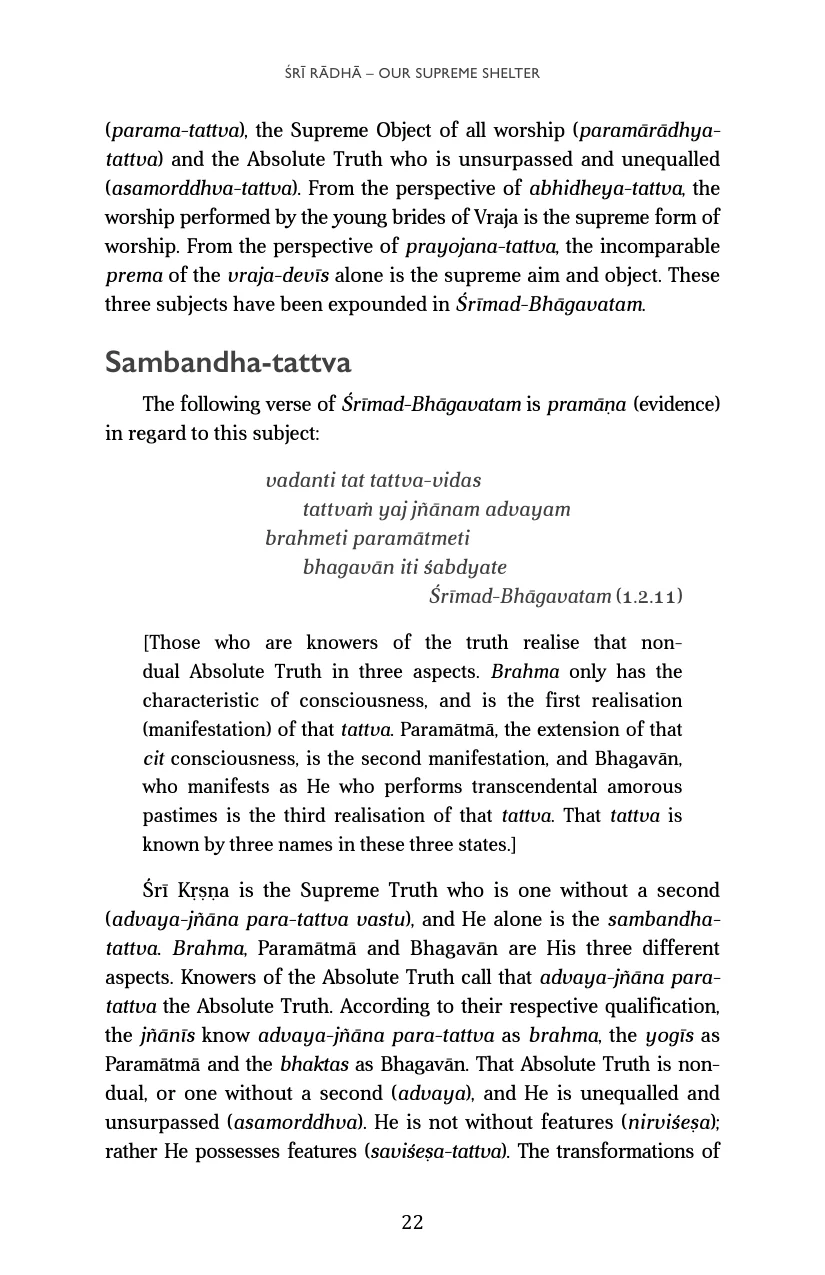 ŚRĪ RĀDHĀ – OUR SUPREME SHELTER
(parama-tattva), the Supreme Object of all worship (paramārādhya-
tattva) and the Absolute Truth who is unsurpassed and unequalled
(asamorddhva-tattva). From the perspective of abhidheya-tattva, the
worship performed by the young brides of Vraja is the supreme form of
worship. From the perspective of prayojana-tattva, the incomparable
prema of the vraja-devīs alone is the supreme aim and object. These
three subjects have been expounded in Śrīmad-Bhāgavatam.
Sambandha-tattva
The following verse of Śrīmad-Bhāgavatam is pramāṇa (evidence)
in regard to this subject:
vadanti tat tattva-vidas
tattvaṁ yaj jñānam advayam
brahmeti paramātmeti
bhagavān iti śabdyate
Śrīmad-Bhāgavatam (1.2.11)
[Those who are knowers of the truth realise that non-
dual Absolute Truth in three aspects. Brahma only has the
characteristic of consciousness, and is the first realisation
(manifestation) of that tattva. Paramātmā, the extension of that
cit consciousness, is the second manifestation, and Bhagavān,
who manifests as He who performs transcendental amorous
pastimes is the third realisation of that tattva. That tattva is
known by three names in these three states.]
Śrī Kṛṣṇa is the Supreme Truth who is one without a second
(advaya-jñāna para-tattva vastu), and He alone is the sambandha-
tattva. Brahma, Paramātmā and Bhagavān are His three different
aspects. Knowers of the Absolute Truth call that advaya-jñāna para-
tattva the Absolute Truth. According to their respective qualification,
the jñānīs know advaya-jñāna para-tattva as brahma, the yogīs as
Paramātmā and the bhaktas as Bhagavān. That Absolute Truth is non-
dual, or one without a second (advaya), and He is unequalled and
unsurpassed (asamorddhva). He is not without features (nirviśeṣa);
rather He possesses features (saviśeṣa-tattva). The transformations of
22